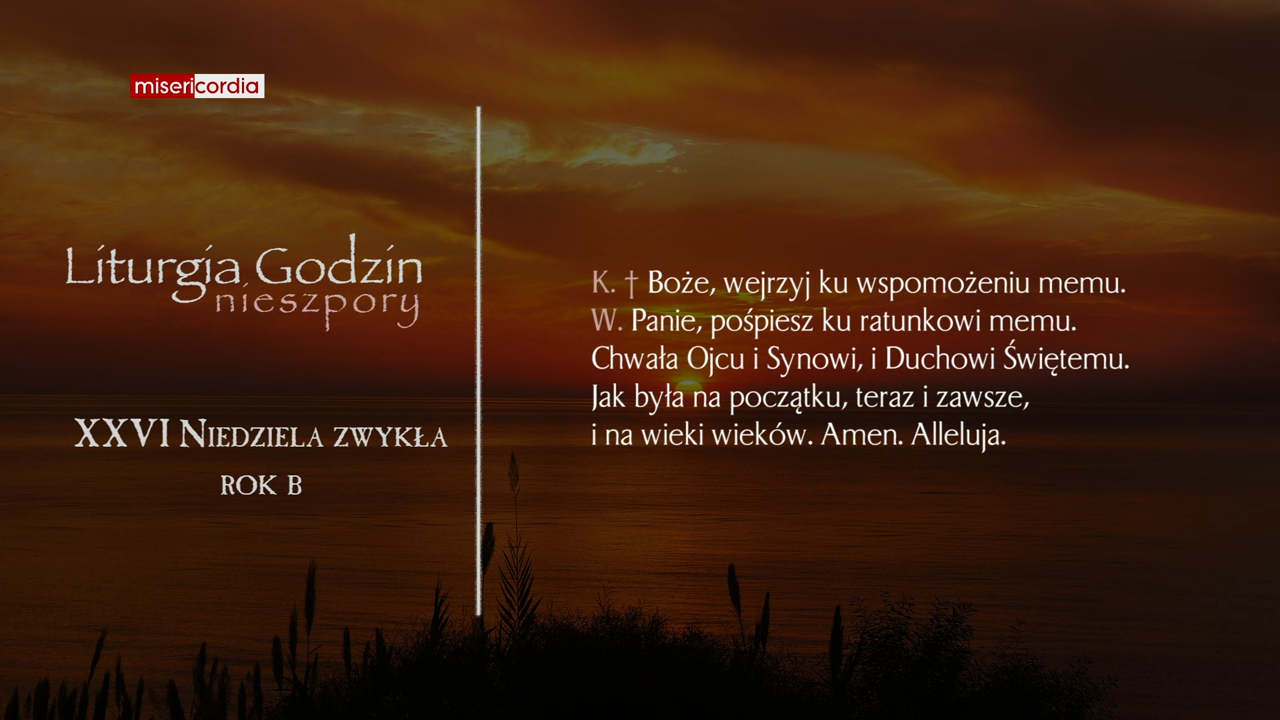 misericordia
Liturgia Godzin
nieszpory
XXVI Niedziela zwykła
rok B
K. † Boże, wejrzyj ku wspomożeniu memu.
W. Panie, pośpiesz ku ratunkowi memu.
Chwała Ojcu i Synowi, i Duchowi Świętemu.
Jak była na początku, teraz i zawsze,
i na wieki wieków. Amen. Alleluja.